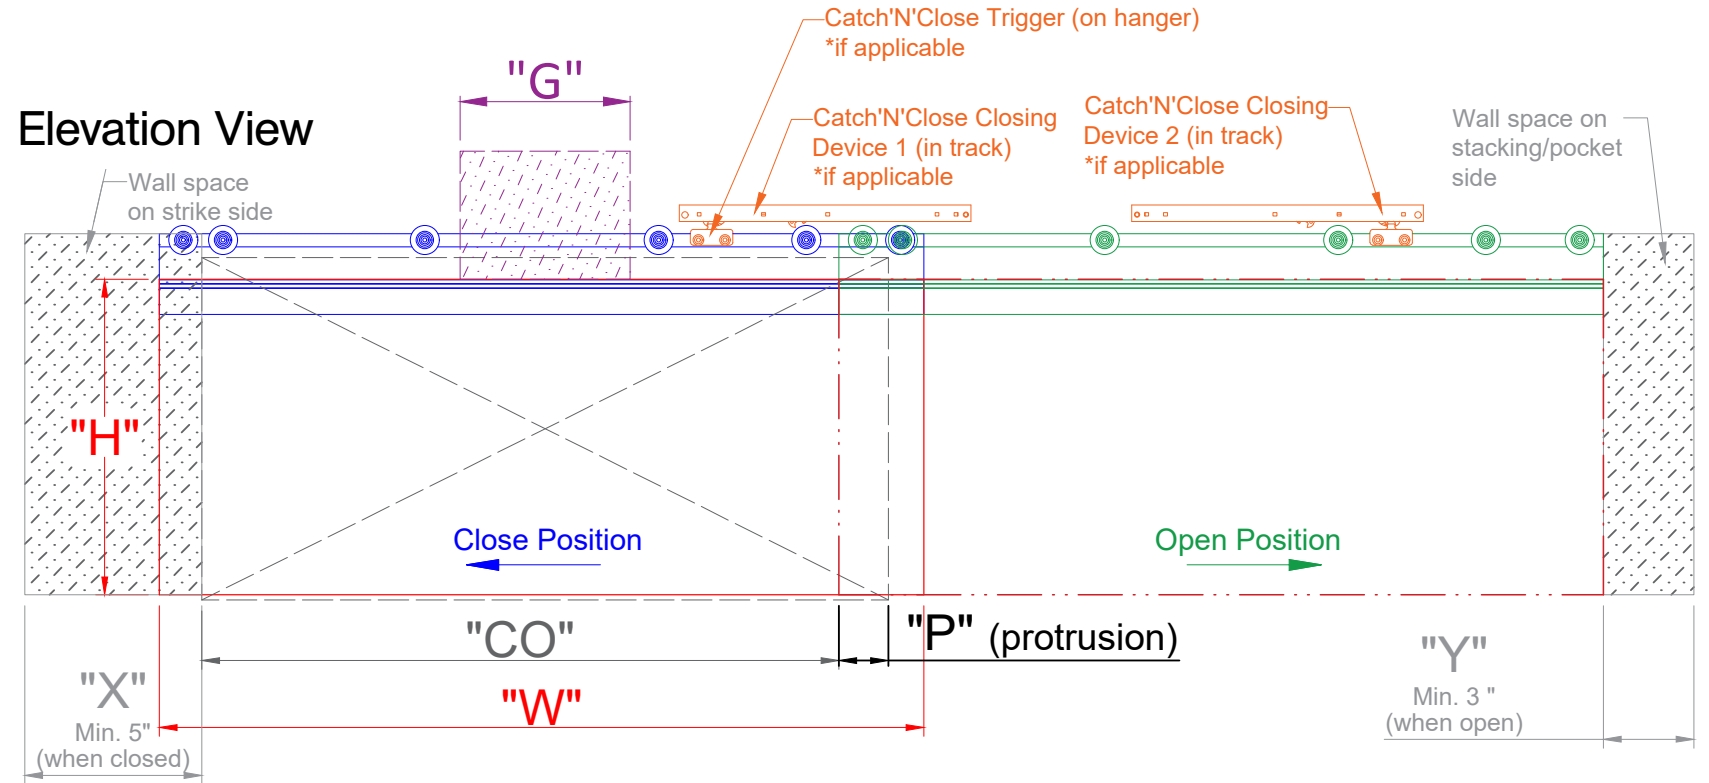 Catch'N'Close Trigger (on hanger)
*if applicable
"G"
Elevation View
Catch'N'Close Closing
Device 1 (in track)
*if applicable
Catch'N'Close Closing
Device 2 (in track)
*if applicable
Wall space on
stacking/pocket
side
Wall space
on strike side
"H"
Close Position
Open Position
"CO"
"P" (protrusion)
"X"
Min. 5"
(when closed)
"W"
"Y"
Min. 3 "
(when open)